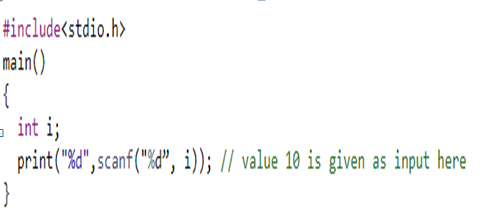 #include<stdio.h>
main()
{
int i;
print("%d",scanf("%d”, i)); // value 10 is given as input here
}